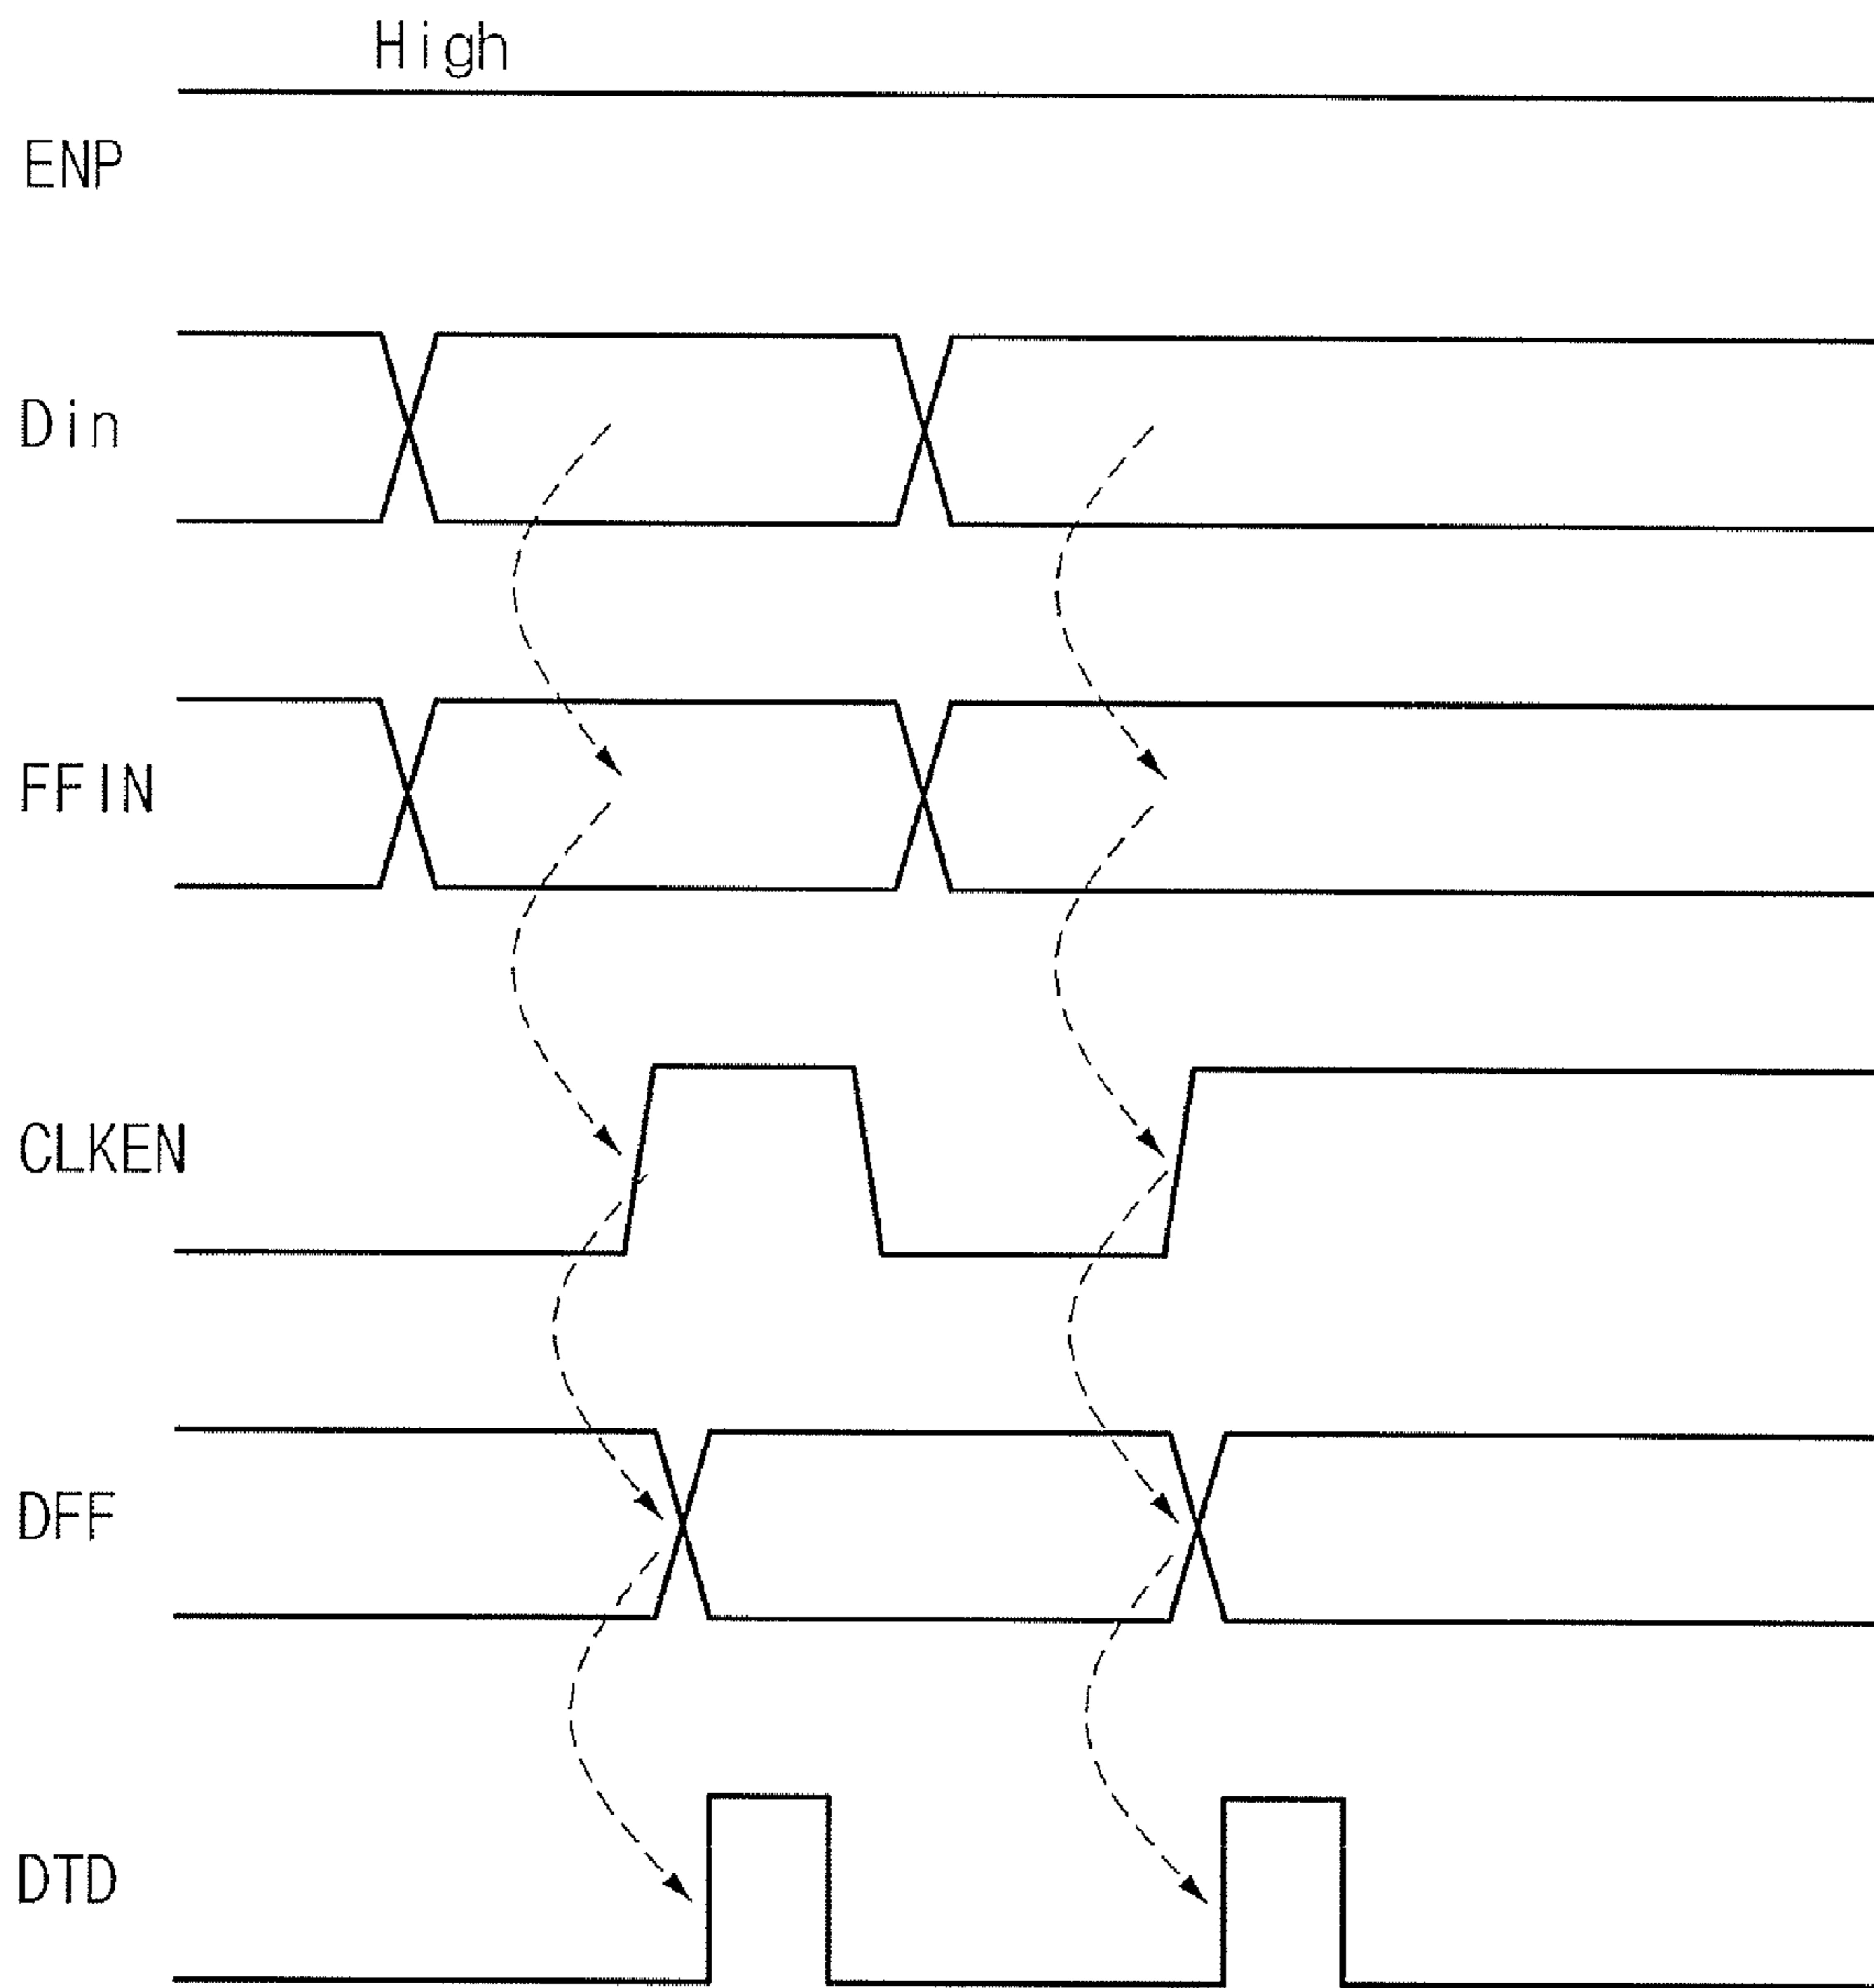 High
ENP
Din
FFIN
CLKEN
DFF
DTD